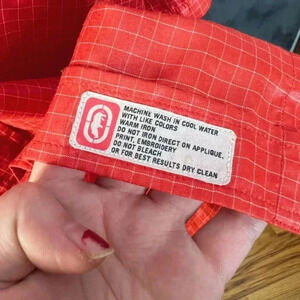 MACHINE WASH IN COOL WATER
WITH LIKE COLORS
WARM IRON
DO NOT IRON DIRECT ON APPLIQUE,
PRINT, EMBROIDERY
DO NOT BLEACH
OR FOR BEST RESULTS DRY CLEAN